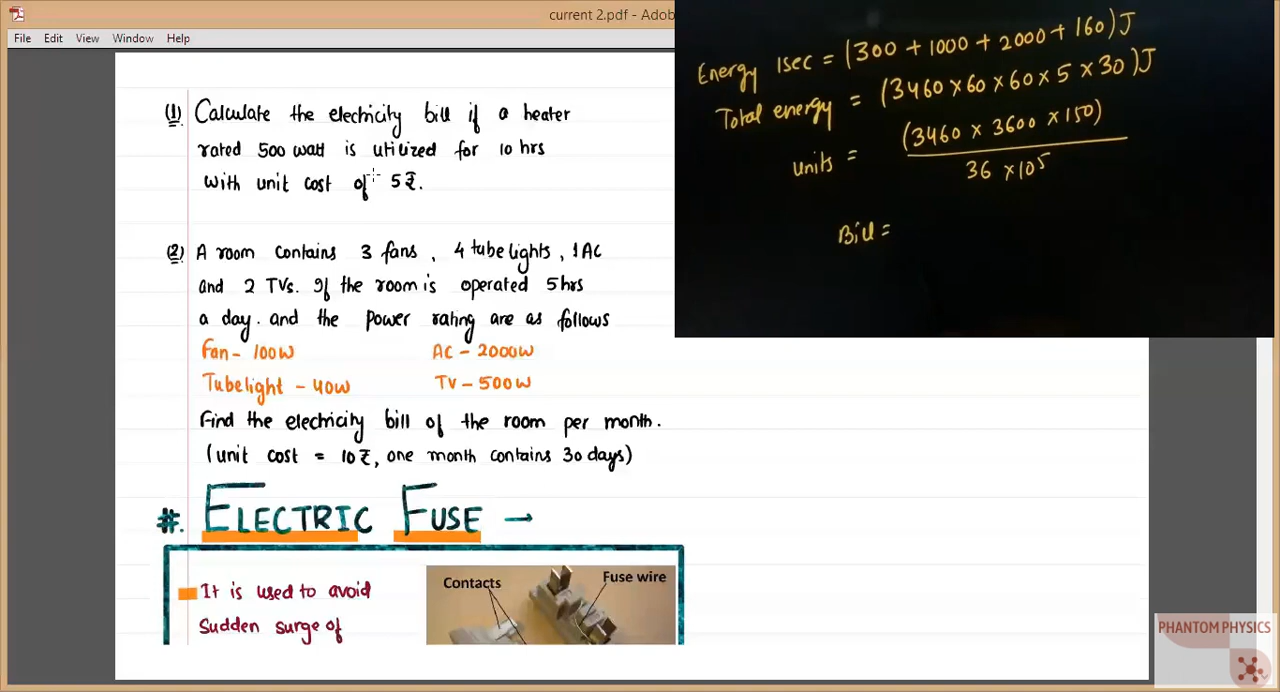 current 2.pdf - Adob
File Edit View Window Help
(1) Calculate the electricity bill if a heater
rated 500 watt is utilized for 10 hrs
with unit cost of 5₹.
(2) A room contains 3 fans, 4 tubelights, 1 AC
and 2 TVs. If the room is operated 5hrs
a day. and the power rating are as follows
Fan - 100W AC - 2000W
Tubelight - 40W TV - 500W
Find the electricity bill of the room per month.
(unit cost = 10₹, one month contains 30 days)
#. ELECTRIC FUSE →
It is used to avoid
Sudden surge of
Contacts
Fuse wire
Energy 1sec = (300 + 1000 + 2000 + 160) J
Total energy = (3460 × 60 × 60 × 5 × 30) J
units = (3460 × 3600 × 150)
36 × 10⁵
Bill =
PHANTOM PHYSICS